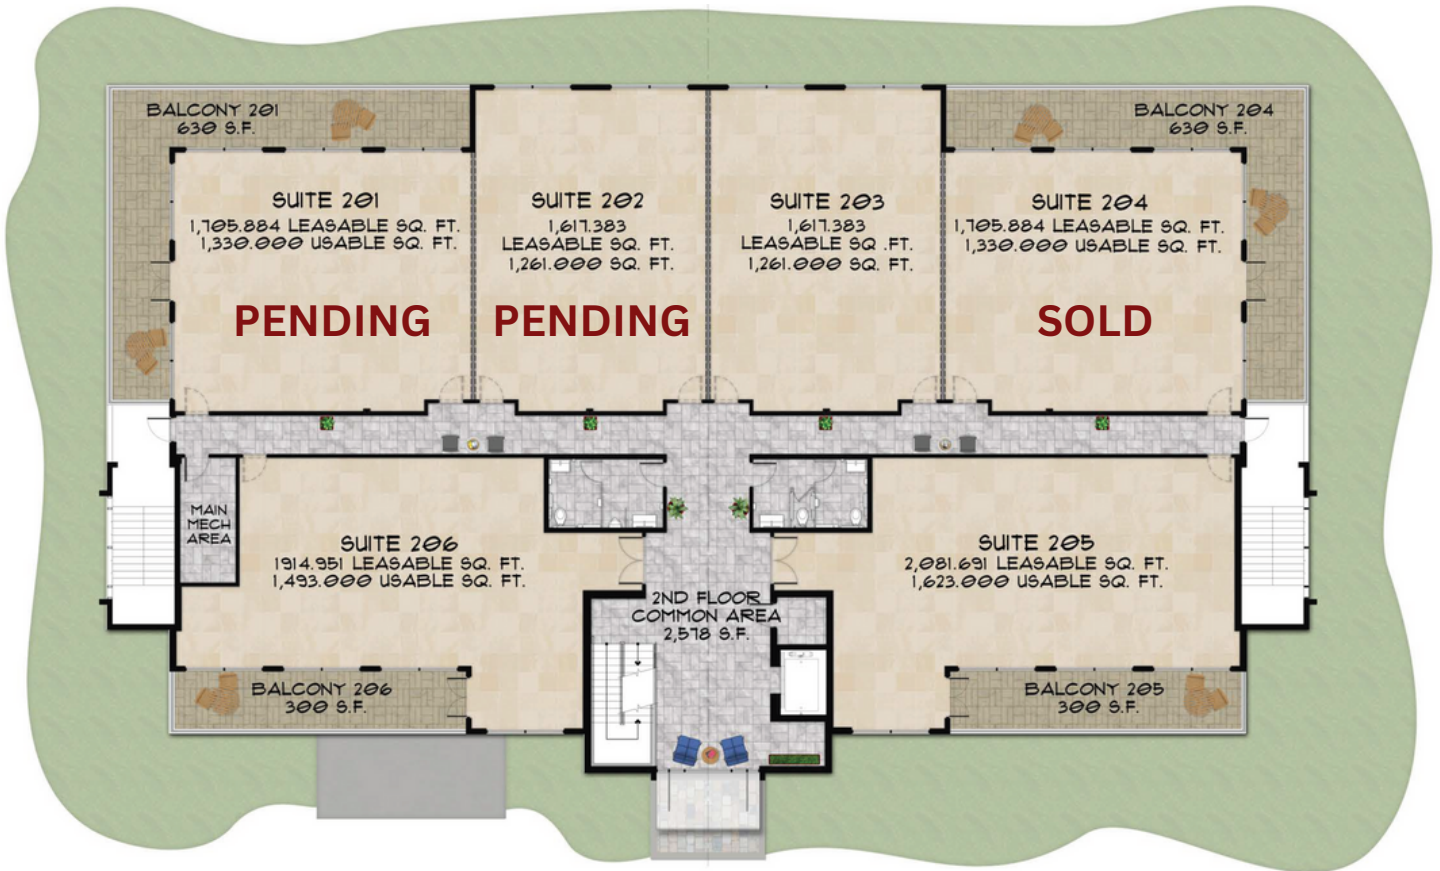 BALCONY 201
630 S.F.
BALCONY 204
630 S.F.
SUITE 201
1,705.884 LEASABLE SQ. FT.
1,330.000 USABLE SQ. FT.
PENDING
SUITE 202
1,617.383
LEASABLE SQ. FT.
1,261.000 SQ. FT.
PENDING
SUITE 203
1,617.383
LEASABLE SQ .FT.
1,261.000 SQ. FT.
SUITE 204
1,705.884 LEASABLE SQ. FT.
1,330.000 USABLE SQ. FT.
SOLD
MAIN
MECH
AREA
SUITE 206
1914.951 LEASABLE SQ. FT.
1,493.000 USABLE SQ. FT.
SUITE 205
2,081.691 LEASABLE SQ. FT.
1,623.000 USABLE SQ. FT.
2ND FLOOR
COMMON AREA
2,578 S.F.
BALCONY 206
300 S.F.
BALCONY 205
300 S.F.